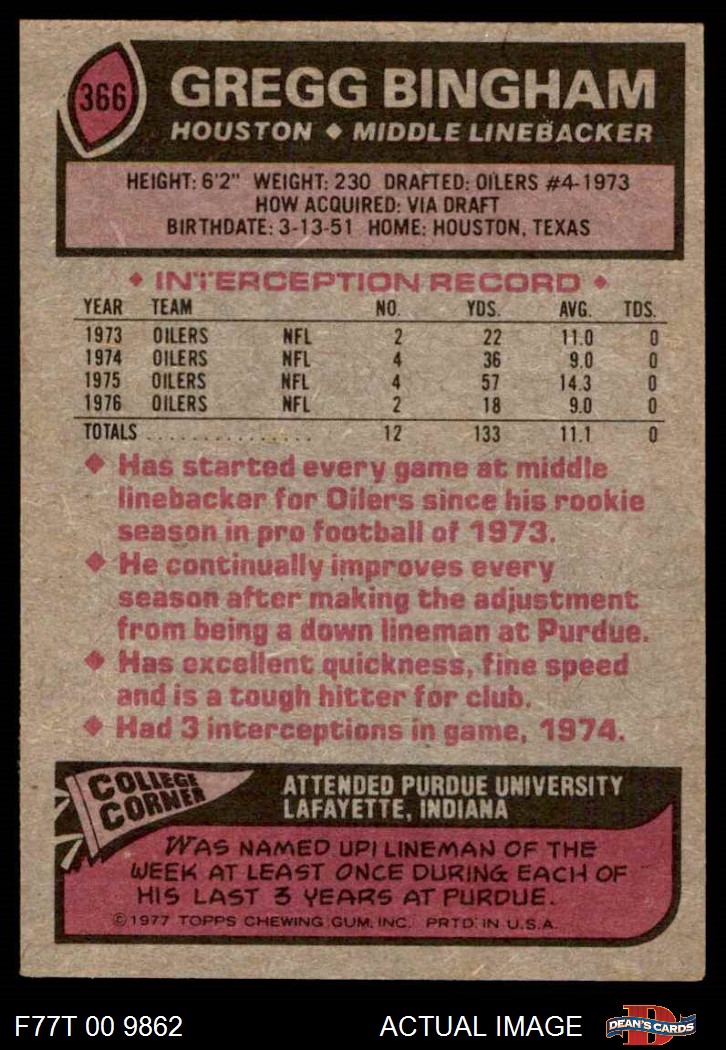 366
GREGG BINGHAM
HOUSTON ◆ MIDDLE LINEBACKER
HEIGHT: 6'2" WEIGHT: 230 DRAFTED: OILERS #4-1973
HOW ACQUIRED: VIA DRAFT
BIRTHDATE: 3-13-51 HOME: HOUSTON, TEXAS
◆ INTERCEPTION RECORD ◆
YEAR TEAM NO. YDS. AVG. TDS.
1973 OILERS NFL 2 22 11.0 0
1974 OILERS NFL 4 36 9.0 0
1975 OILERS NFL 4 57 14.3 0
1976 OILERS NFL 2 18 9.0 0
TOTALS . . . . . . . . . . . . . . . 12 133 11.1 0
◆ Has started every game at middle
linebacker for Oilers since his rookie
season in pro football of 1973.
◆ He continually improves every
season after making the adjustment
from being a down lineman at Purdue.
◆ Has excellent quickness, fine speed
and is a tough hitter for club.
◆ Had 3 interceptions in game, 1974.
COLLEGE
CORNER
ATTENDED PURDUE UNIVERSITY
LAFAYETTE, INDIANA
WAS NAMED UPI LINEMAN OF THE
WEEK AT LEAST ONCE DURING EACH OF
HIS LAST 3 YEARS AT PURDUE.
© 1977 TOPPS CHEWING GUM, INC. PRTD. IN U.S.A.
F77T 00 9862
ACTUAL IMAGE
D
DEAN'S CARDS